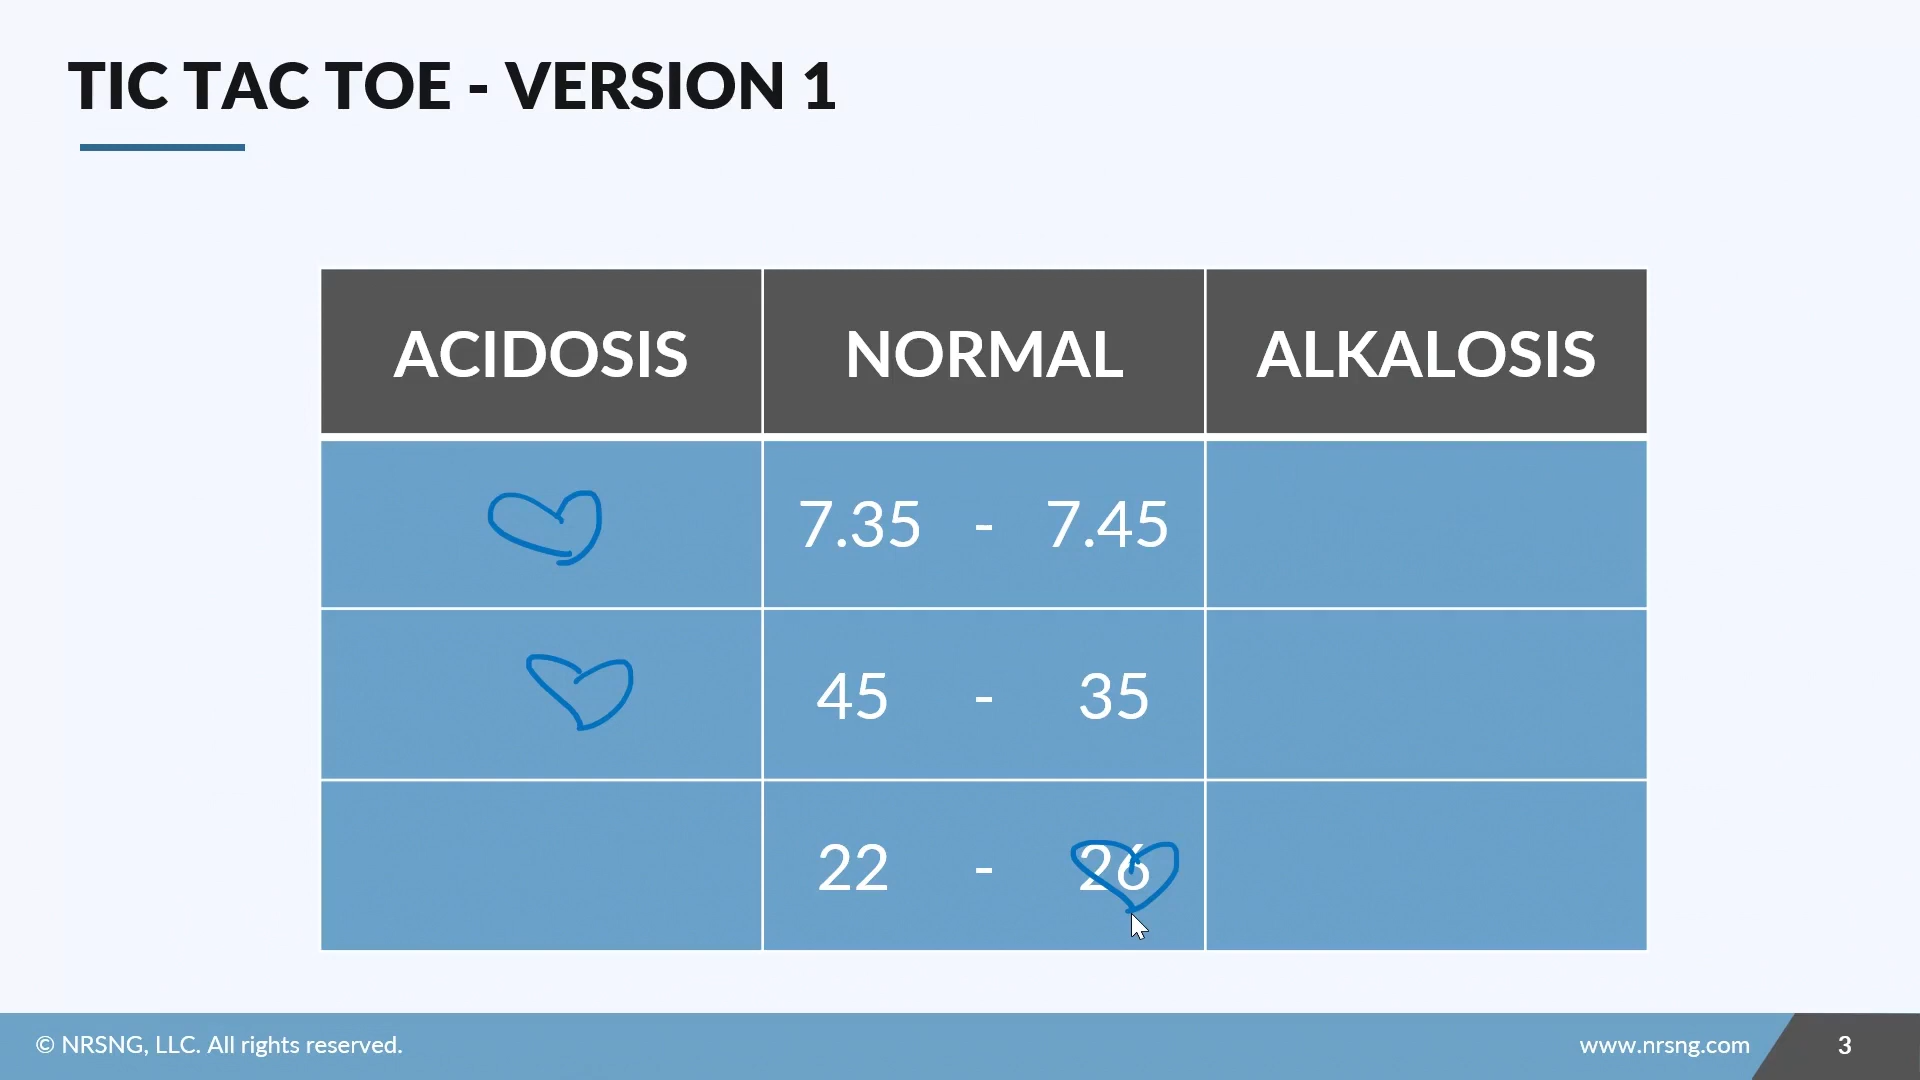 TIC TAC TOE - VERSION 1
ACIDOSIS NORMAL ALKALOSIS
7.35 - 7.45
45 - 35
22 - 26
© NRSNG, LLC. All rights reserved. www.nrsng.com 3